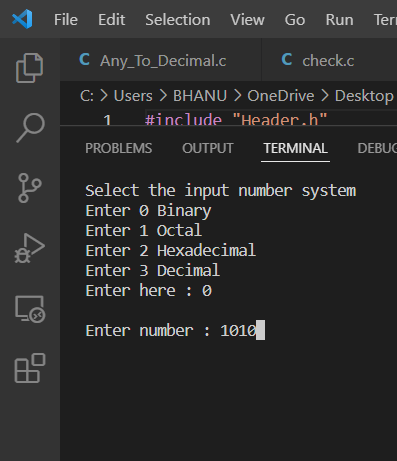 File Edit Selection View Go Run Ter
C Any_To_Decimal.c C check.c
C: > Users > BHANU > OneDrive > Desktop
1 #include "Header.h"
PROBLEMS OUTPUT TERMINAL DEBUG
Select the input number system
Enter 0 Binary
Enter 1 Octal
Enter 2 Hexadecimal
Enter 3 Decimal
Enter here : 0
Enter number : 1010